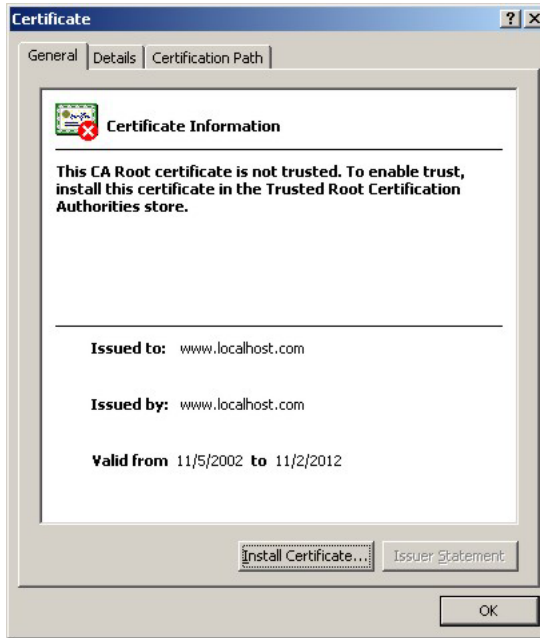 Certificate
General Details Certification Path
Certificate Information
This CA Root certificate is not trusted. To enable trust,
install this certificate in the Trusted Root Certification
Authorities store.
Issued to: www.localhost.com
Issued by: www.localhost.com
Valid from 11/5/2002 to 11/2/2012
Install Certificate... Issuer Statement
OK